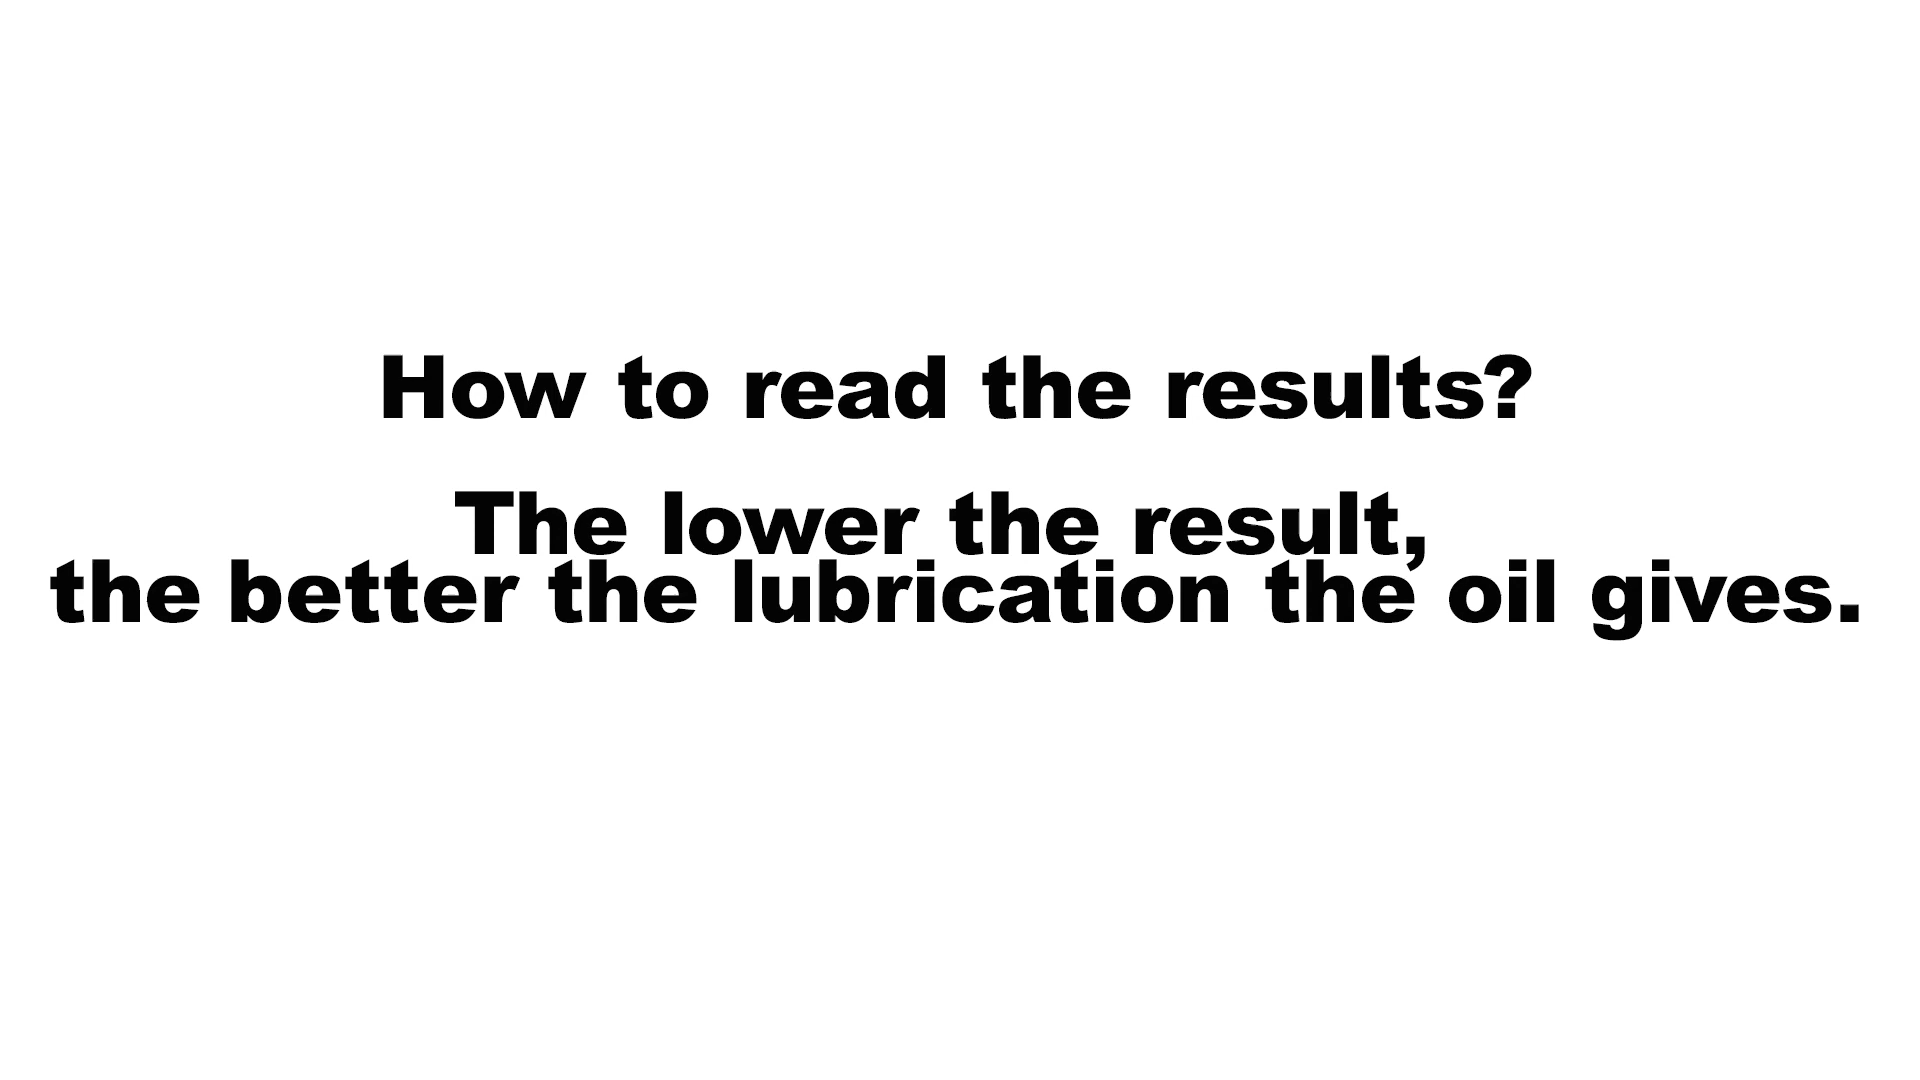 How to read the results?
The lower the result,
the better the lubrication the oil gives.